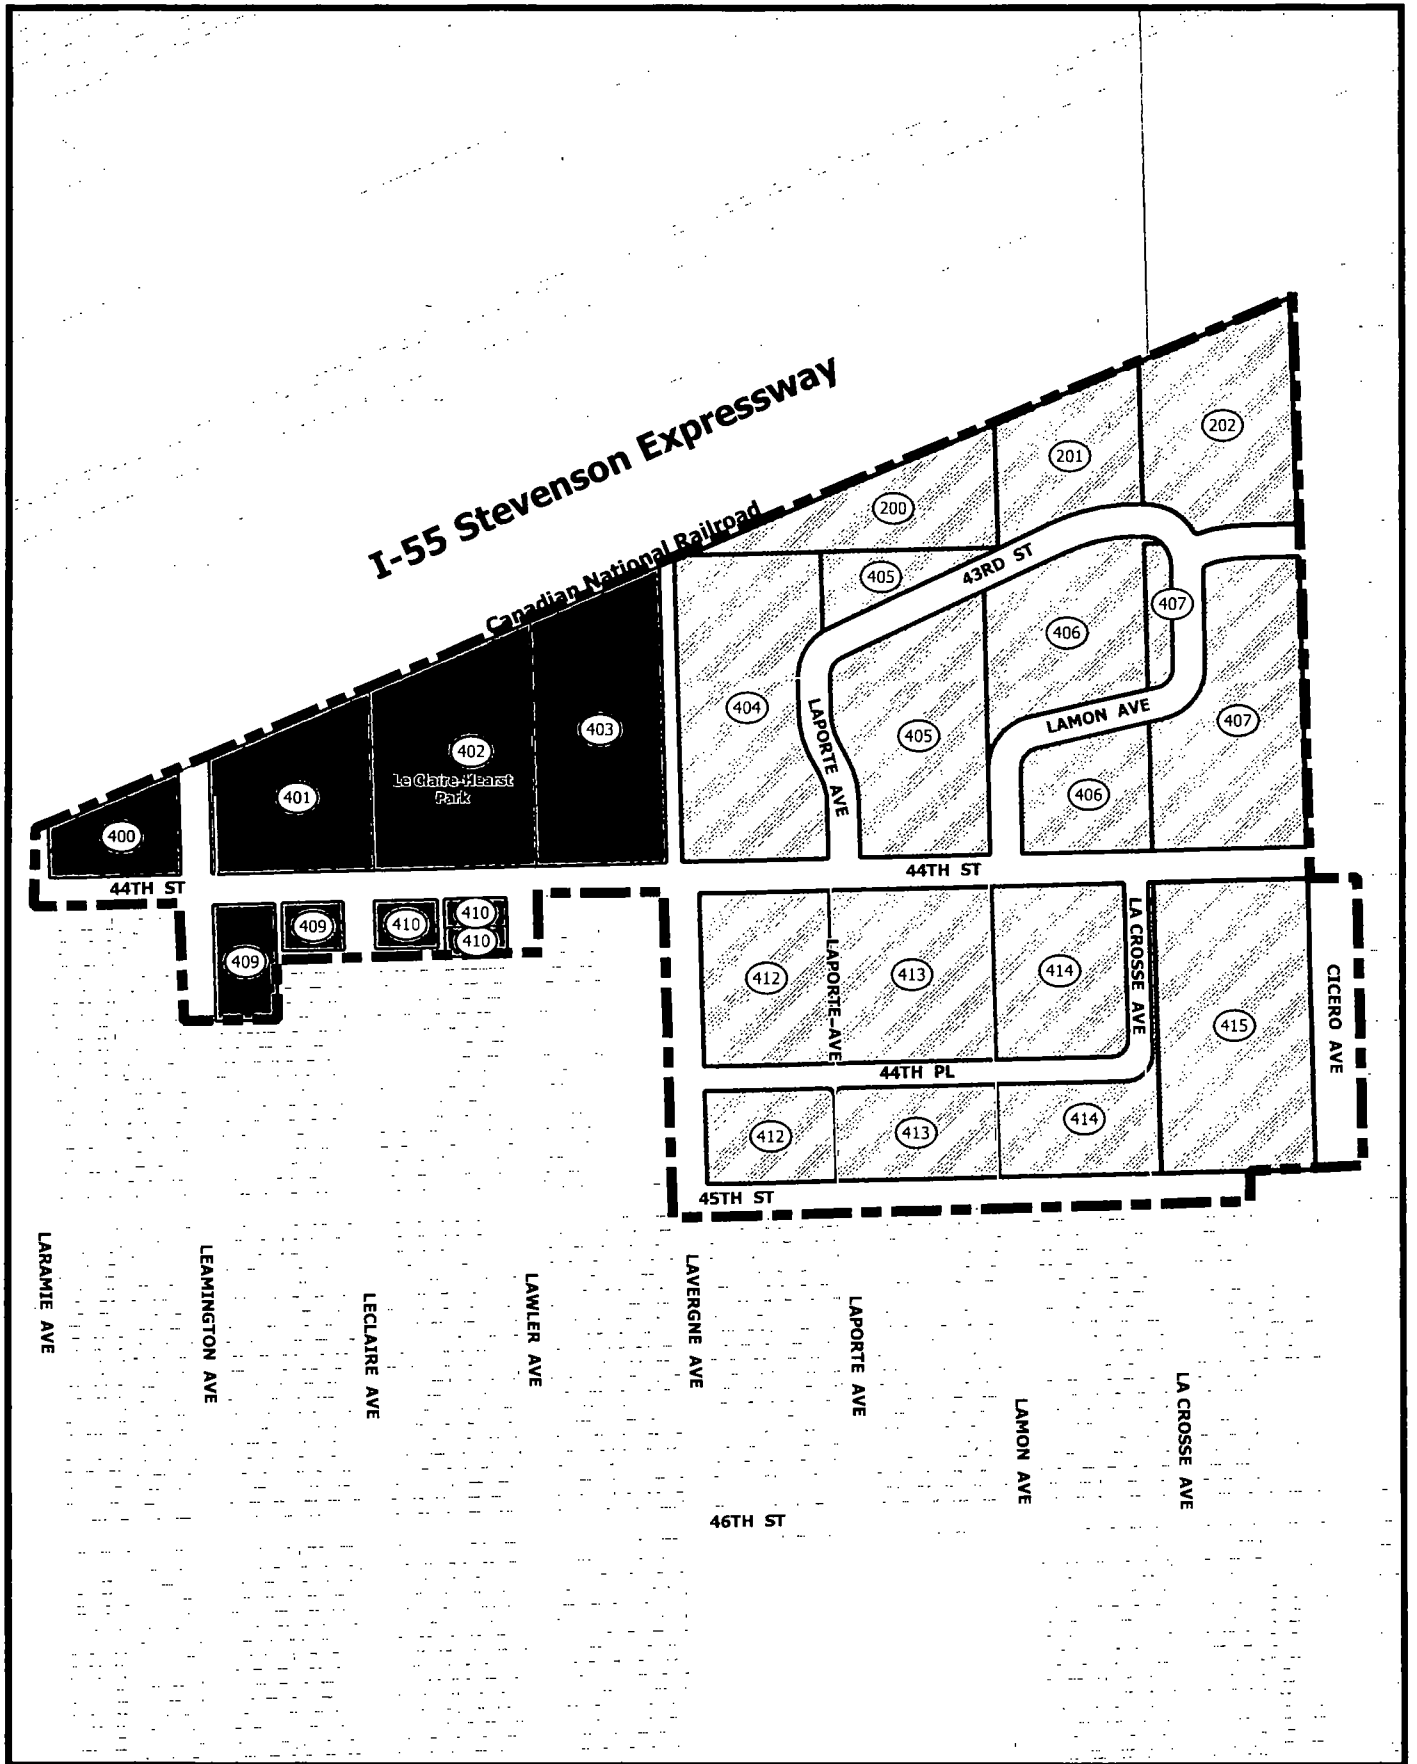 202
201
I-55 Stevenson Expressway
200
Canadian National Railroad
405
43RD ST
407
406
404
403
LAPORTE AVE
405
LAMON AVE
407
402
Le Claire-Hearst
Park
401
406
400
44TH ST
44TH ST
409
410
410
410
409
412
LAPORTE AVE
413
414
LA CROSSE AVE
415
CICERO AVE
44TH PL
412
413
414
45TH ST
LARAMIE AVE
LEAMINGTON AVE
LECLAIRE AVE
LAWLER AVE
LAVERGNE AVE
LAPORTE AVE
LAMON AVE
LA CROSSE AVE
46TH ST